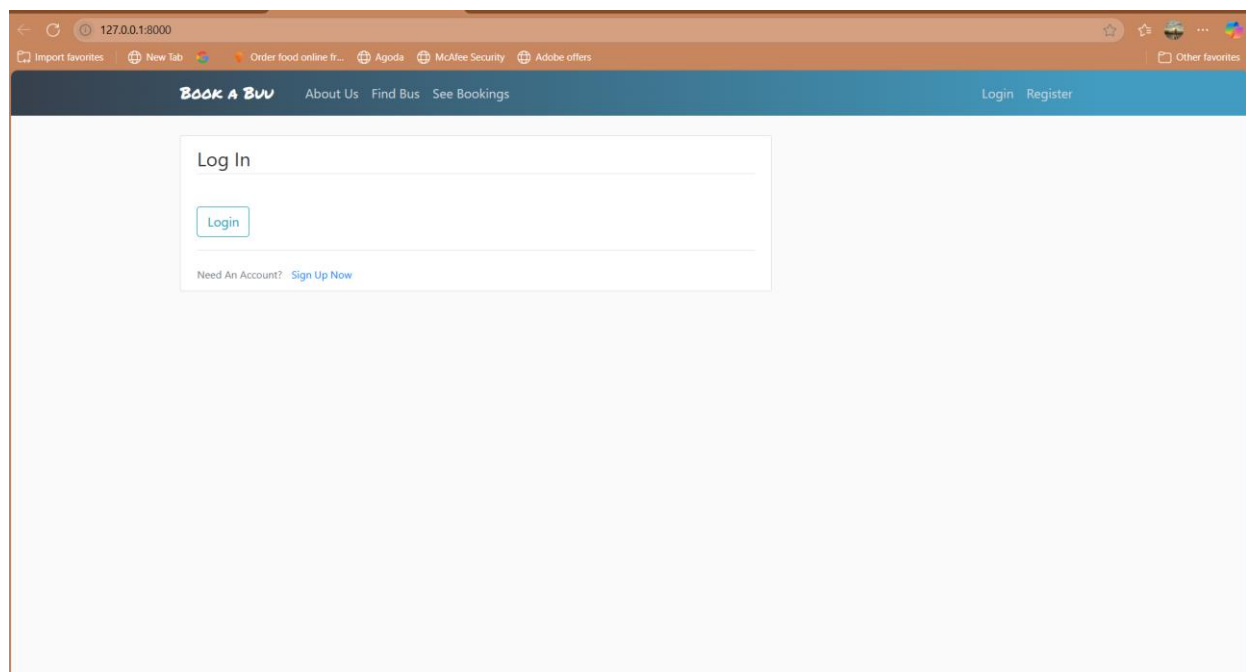 127.0.0.1:8000
Import favorites New Tab Order food online fr... Agoda McAfee Security Adobe offers Other favorites
BOOK A BUU About Us Find Bus See Bookings Login Register
Log In
Login
Need An Account? Sign Up Now